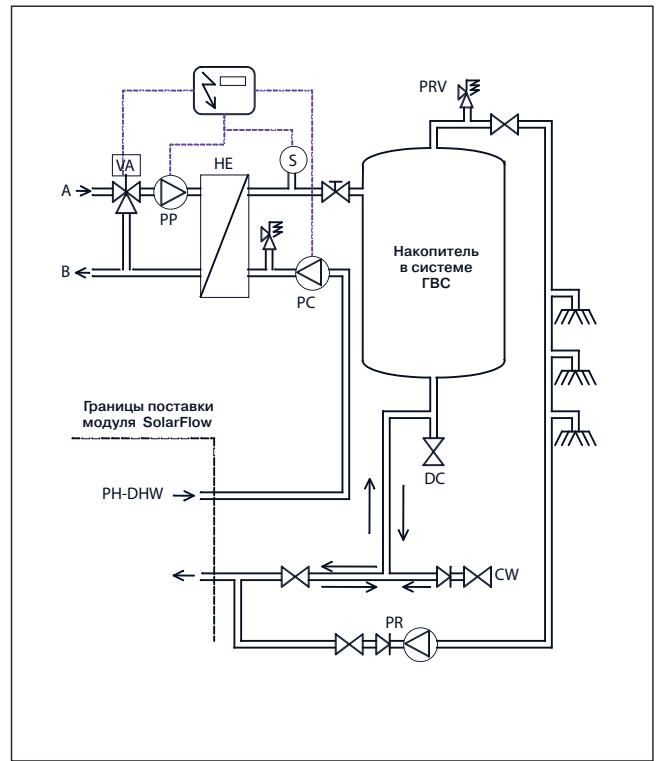 PRV
VA
HE
S
A
PP
B
PC
Накопитель
в системе
ГВС
Границы поставки
модуля SolarFlow
PH-DHW
DC
CW
PR